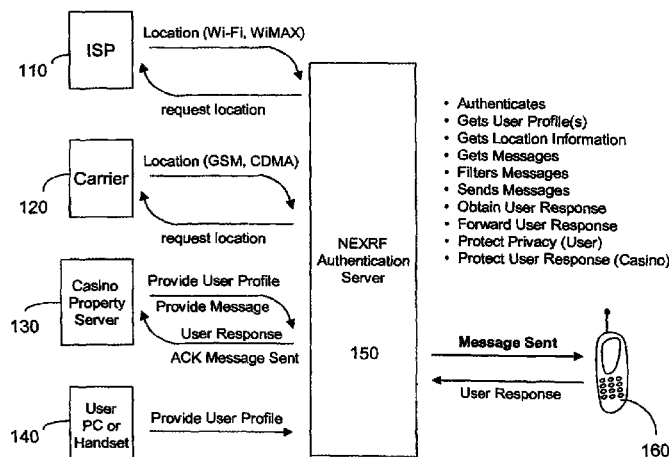 110
ISP
Location (Wi-Fi, WiMAX)
request location
120
Carrier
Location (GSM, CDMA)
request location
130
Casino
Property
Server
Provide User Profile
Provide Message
User Response
ACK Message Sent
140
User
PC or
Handset
Provide User Profile
NEXRF
Authentication
Server
150
• Authenticates
• Gets User Profile(s)
• Gets Location Information
• Gets Messages
• Filters Messages
• Sends Messages
• Obtain User Response
• Forward User Response
• Protect Privacy (User)
• Protect User Response (Casino)
Message Sent
User Response
160